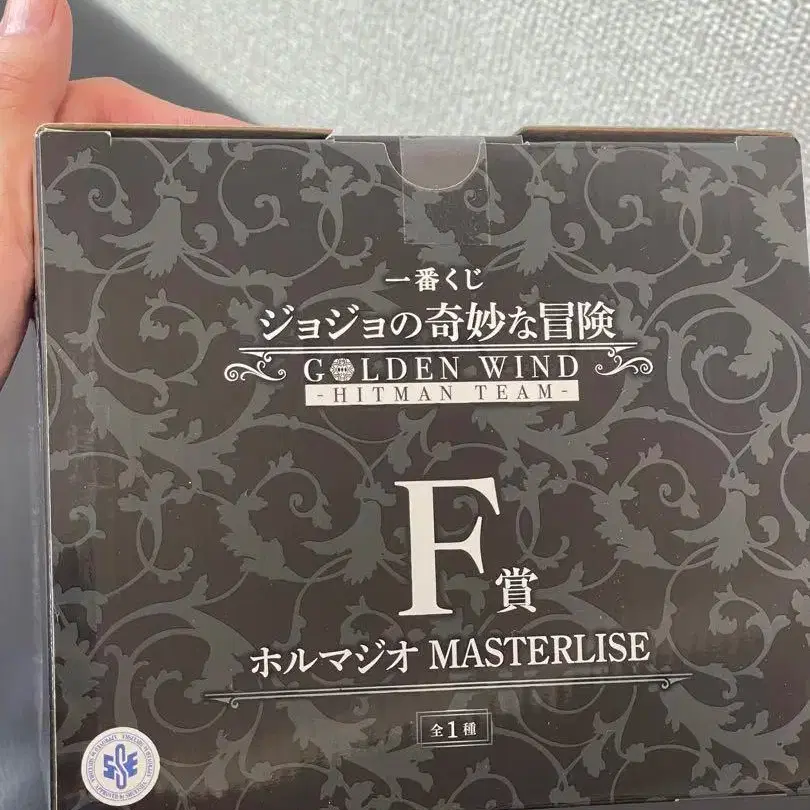 一番くじ
ジョジョの奇妙な冒険
GOLDEN WIND
-HITMAN TEAM-
F賞
ホルマジオ MASTERLISE
全1種